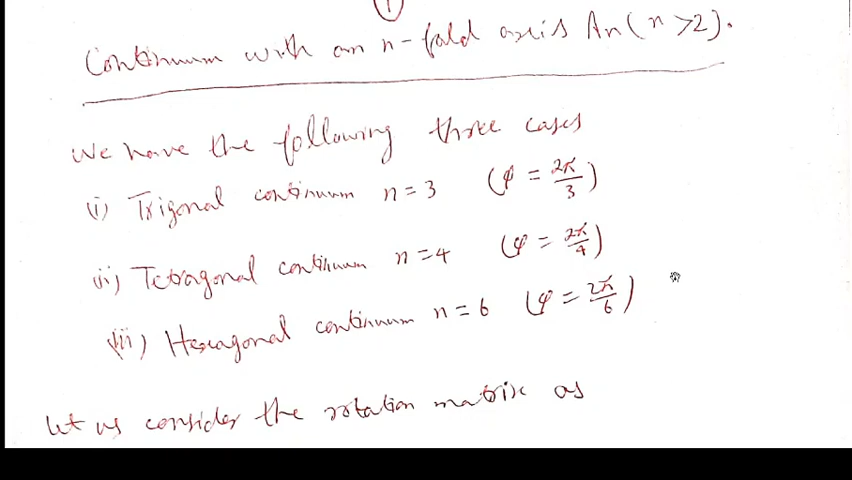 (1)
Continuum with an n-fold axis An (n>2).
We have the following three cases
(i) Trigonal continuum n=3 (φ = 2π/3)
(ii) Tetragonal continuum n=4 (φ = 2π/4)
(iii) Hexagonal continuum n=6 (φ = 2π/6)
Let us consider the rotation matrix as